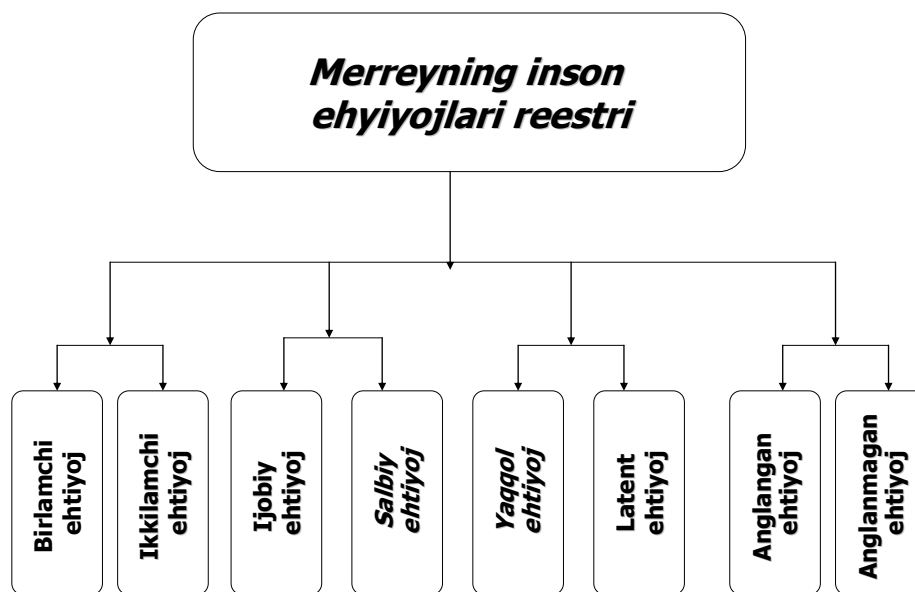 Merreyning inson
ehyiyojlari reestri
Birlamchi
ehtiyoj
Ikkilamchi
ehtiyoj
Ijobiy
ehtiyoj
Salbiy
ehtiyoj
Yaqqol
ehtiyoj
Latent
ehtiyoj
Anglangan
ehtiyoj
Anglanmagan
ehtiyoj